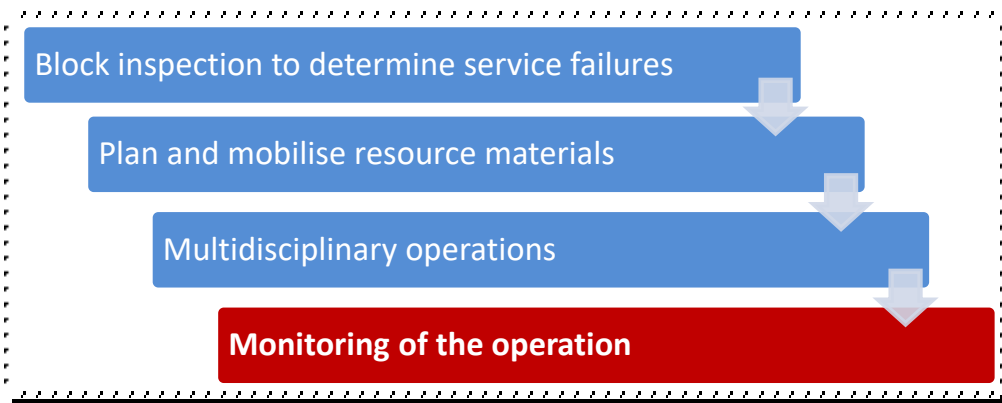 Block inspection to determine service failures
Plan and mobilise resource materials
Multidisciplinary operations
Monitoring of the operation